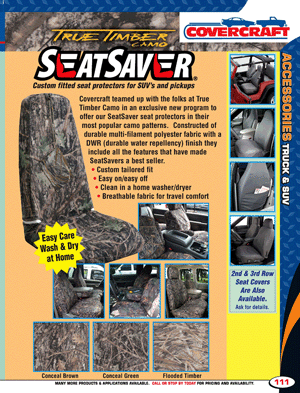 TRUE TIMBER
CAMO
COVERCRAFT
SEATSAVER®
Custom fitted seat protectors for SUV's and pickups
Covercraft teamed up with the folks at True
Timber Camo in an exclusive new program to
offer our SeatSaver seat protectors in their
most popular camo patterns. Constructed of
durable multi-filament polyester fabric with a
DWR (durable water repellency) finish they
include all the features that have made
SeatSavers a best seller.
• Custom tailored fit
• Easy on/easy off
• Clean in a home washer/dryer
• Breathable fabric for travel comfort
ACCESSORIES TRUCK & SUV
Easy Care
Wash & Dry
at Home
2nd & 3rd Row
Seat Covers
Are Also
Available.
Ask for details.
Conceal Brown
Conceal Green
Flooded Timber
MANY MORE PRODUCTS & APPLICATIONS AVAILABLE. CALL OR STOP BY TODAY FOR PRICING AND AVAILABILITY.
111